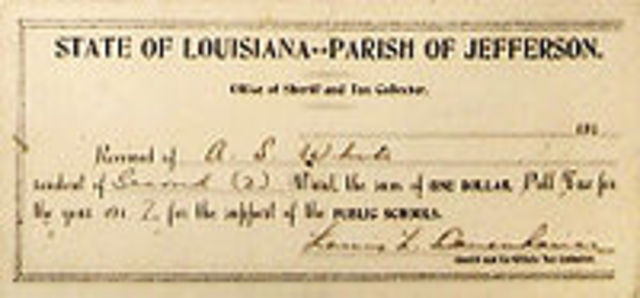 STATE OF LOUISIANA--PARISH OF JEFFERSON.
Office of Sheriff and Tax Collector.
191
Received of A. S. White
resident of Second (2) Ward, the sum of ONE DOLLAR, Poll Tax for
the year 191 2 for the support of the PUBLIC SCHOOLS.
Louis L.
Sheriff and Ex-Officio Tax Collector.